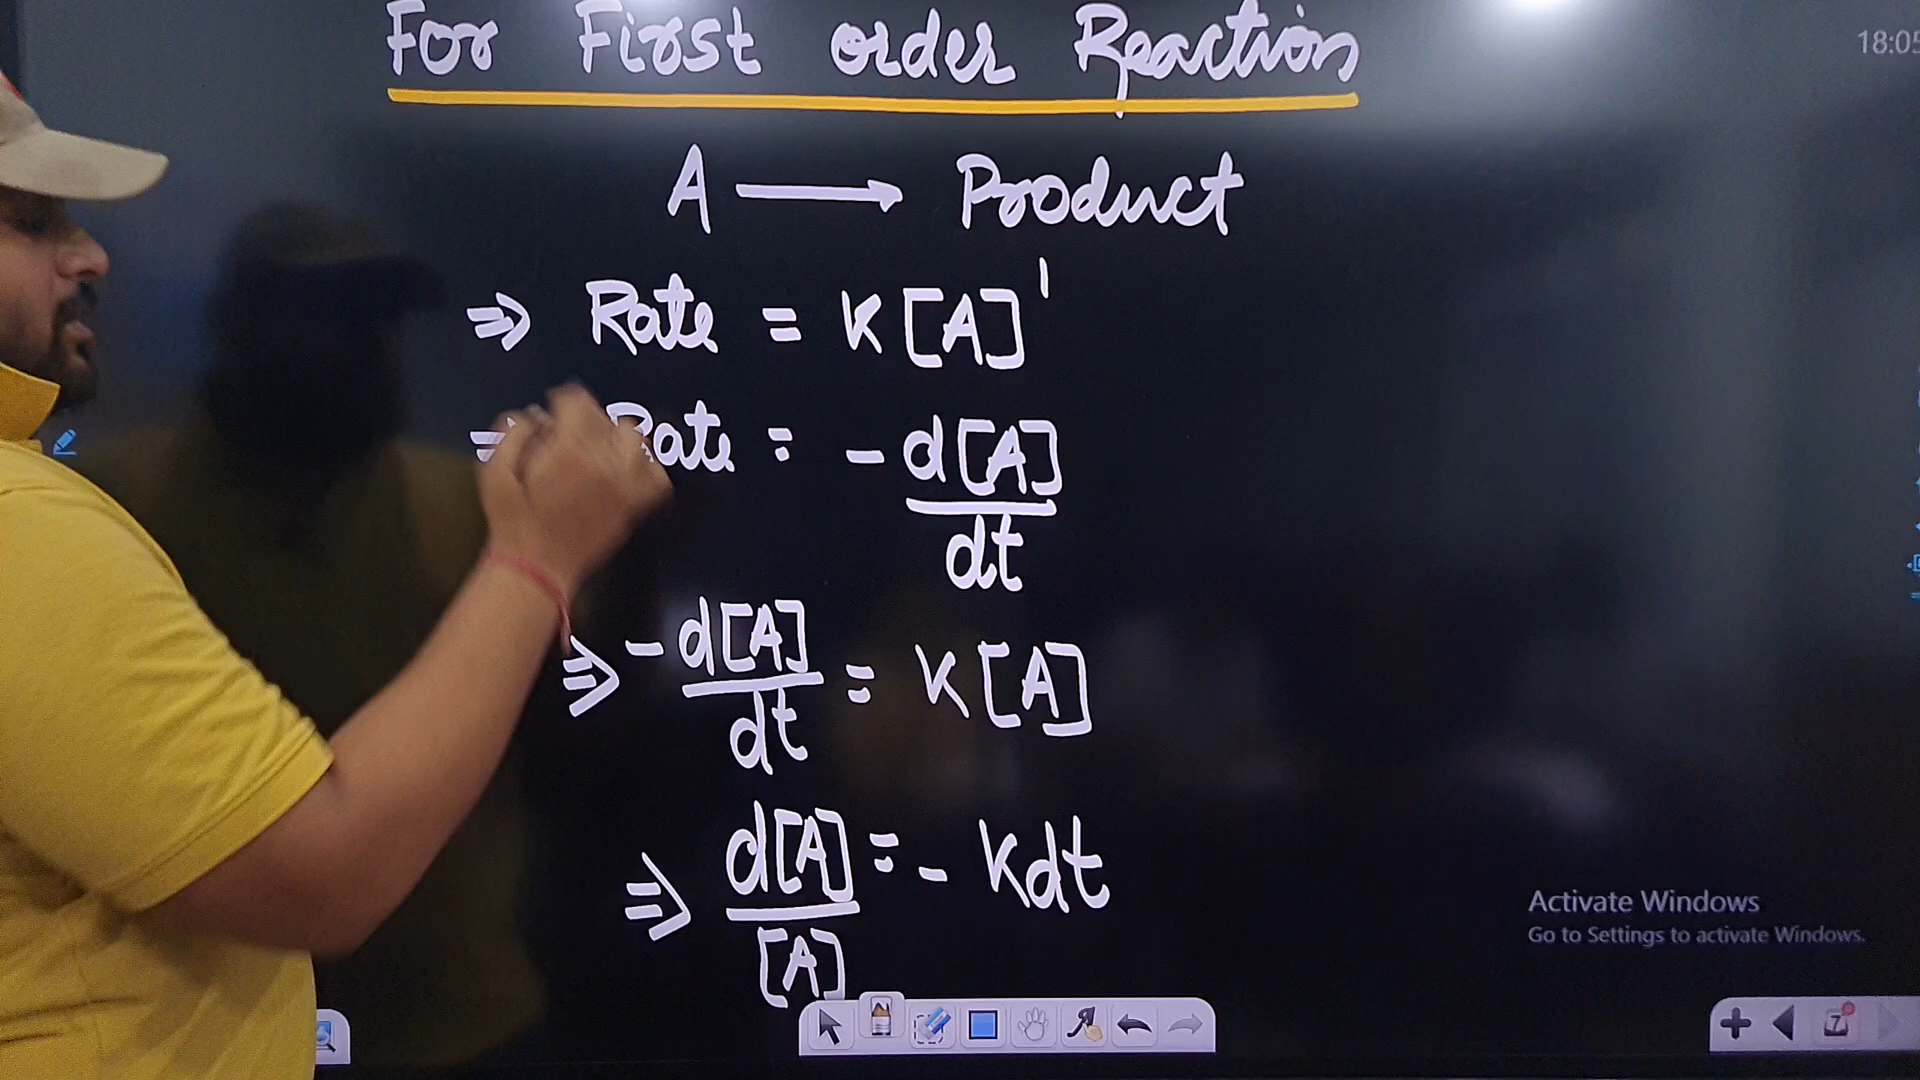 For First order Reaction
18:05
A ⟶ Product
⇒ Rate = K[A]¹
⇒ Rate = - d[A]/dt
⇒ - d[A]/dt = K[A]
⇒ d[A]/[A] = - Kdt
Activate Windows
Go to Settings to activate Windows.
7